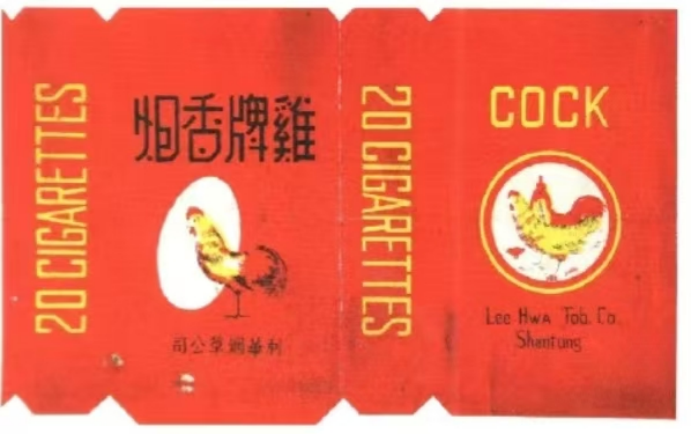 20 CIGARETTES
雞牌香烟
利華烟草公司
20 CIGARETTES
COCK
Lee Hwa Tob. Co.
Shantung